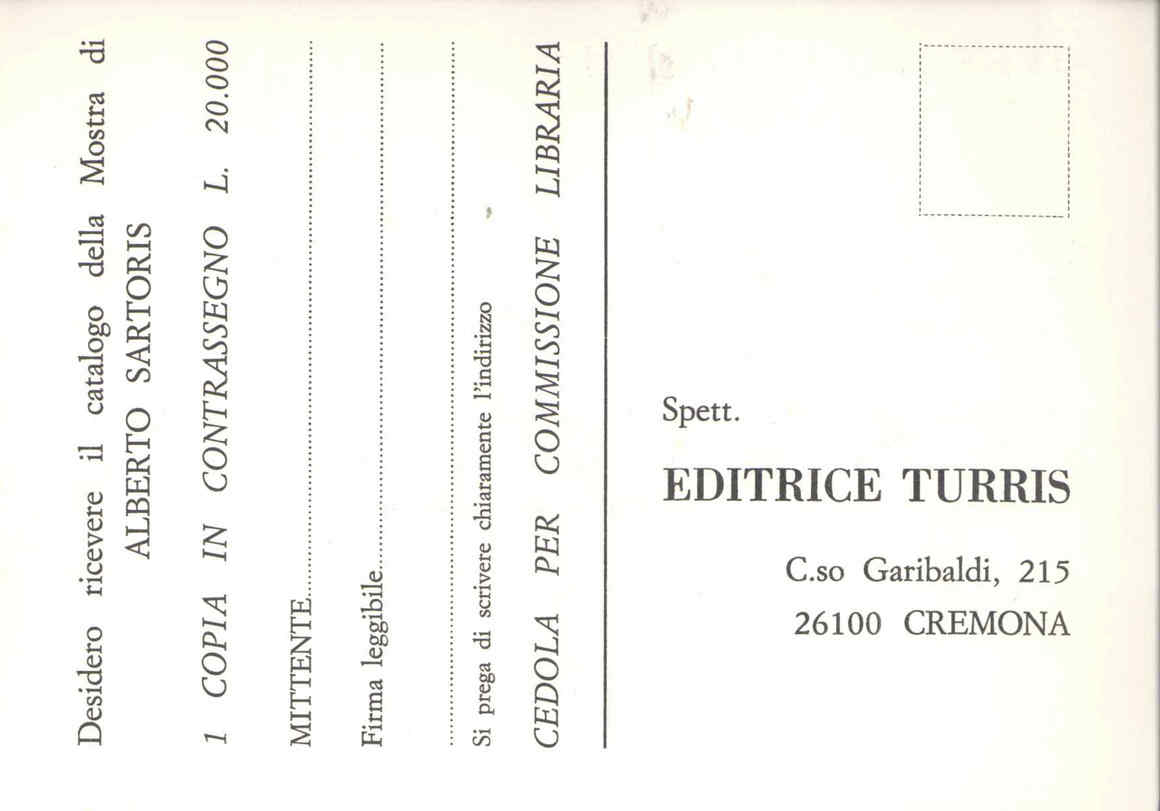 Desidero ricevere il catalogo della Mostra di
ALBERTO SARTORIS
1 COPIA IN CONTRASSEGNO L. 20.000
MITTENTE
Firma leggibile
Si prega di scrivere chiaramente l'indirizzo
CEDOLA PER COMMISSIONE LIBRARIA
Spett.
EDITRICE TURRIS
C.so Garibaldi, 215
26100 CREMONA